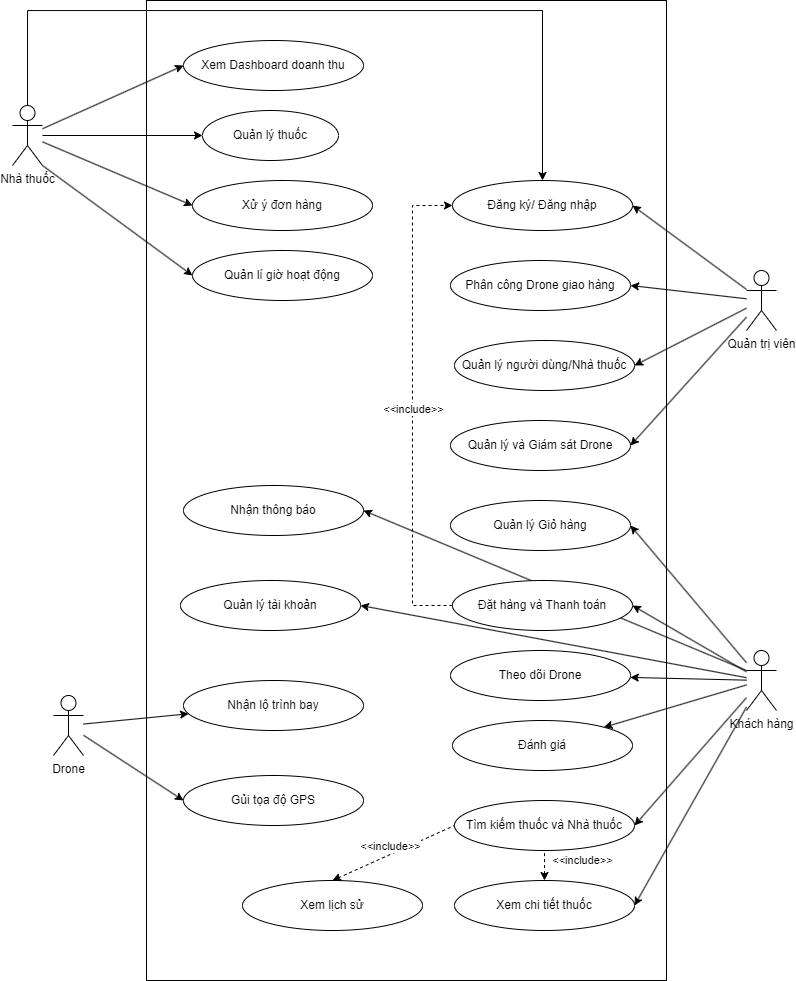 Xem Dashboard doanh thu
Quản lý thuốc
Nhà thuốc
Xử ý đơn hàng
Đăng ký/ Đăng nhập
Quản lí giờ hoạt động
Phân công Drone giao hàng
Quản trị viên
Quản lý người dùng/Nhà thuốc
<<include>>
Quản lý và Giám sát Drone
Nhận thông báo
Quản lý Giỏ hàng
Quản lý tài khoản
Đặt hàng và Thanh toán
Theo dõi Drone
Nhận lộ trình bay
Khách hàng
Đánh giá
Drone
Gủi tọa độ GPS
Tìm kiếm thuốc và Nhà thuốc
<<include>>
<<include>>
Xem lịch sử
Xem chi tiết thuốc